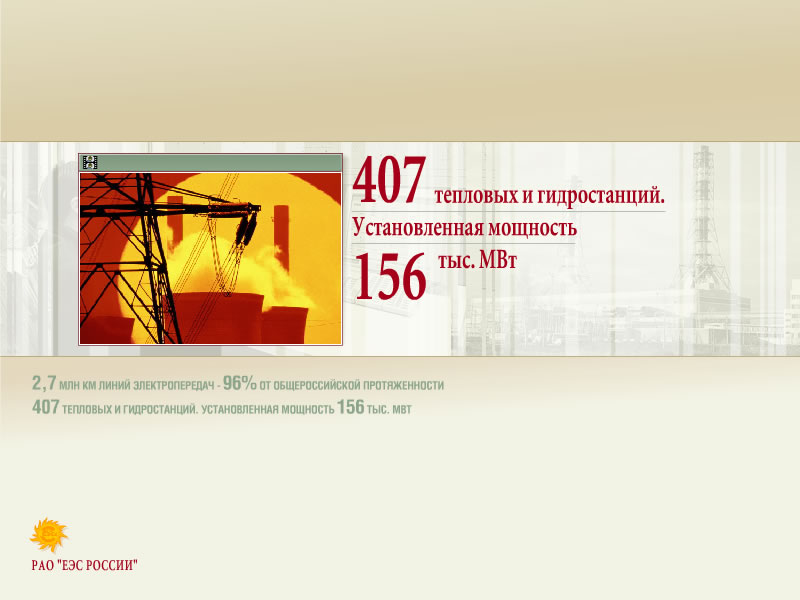 407 тепловых и гидростанций.
Установленная мощность
156 тыс. МВт
2,7 МЛН КМ ЛИНИЙ ЭЛЕКТРОПЕРЕДАЧ - 96% ОТ ОБЩЕРОССИЙСКОЙ ПРОТЯЖЕННОСТИ
407 ТЕПЛОВЫХ И ГИДРОСТАНЦИЙ. УСТАНОВЛЕННАЯ МОЩНОСТЬ 156 ТЫС. МВТ
РАО "ЕЭС РОССИИ"